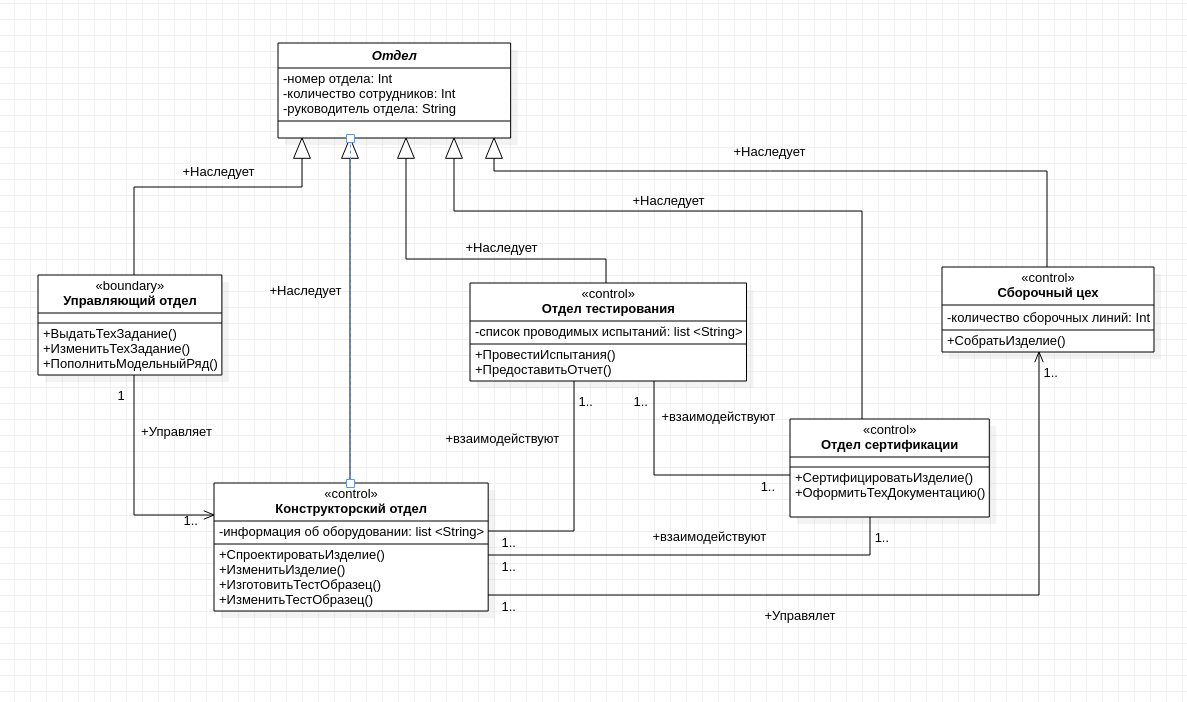 Отдел
-номер отдела: Int
-количество сотрудников: Int
-руководитель отдела: String
+Наследует
+Наследует
+Наследует
+Наследует
+Наследует
«boundary»
Управляющий отдел
+ВыдатьТехЗадание()
+ИзменитьТехЗадание()
+ПополнитьМодельныйРяд()
«control»
Отдел тестирования
-список проводимых испытаний: list <String>
+ПровестиИспытания()
+ПредоставитьОтчет()
«control»
Сборочный цех
-количество сборочных линий: Int
+СобратьИзделие()
1
+Управляет
1..
1..
+взаимодействуют
1..
+взаимодействуют
1..
1..
«control»
Отдел сертификации
+СертифицироватьИзделие()
+ОформитьТехДокументацию()
«control»
Конструкторский отдел
-информация об оборудовании: list <String>
+СпроектироватьИзделие()
+ИзменитьИзделие()
+ИзготовитьТестОбразец()
+ИзменитьТестОбразец()
1..
+взаимодействуют
1..
1..
1..
+Управялет